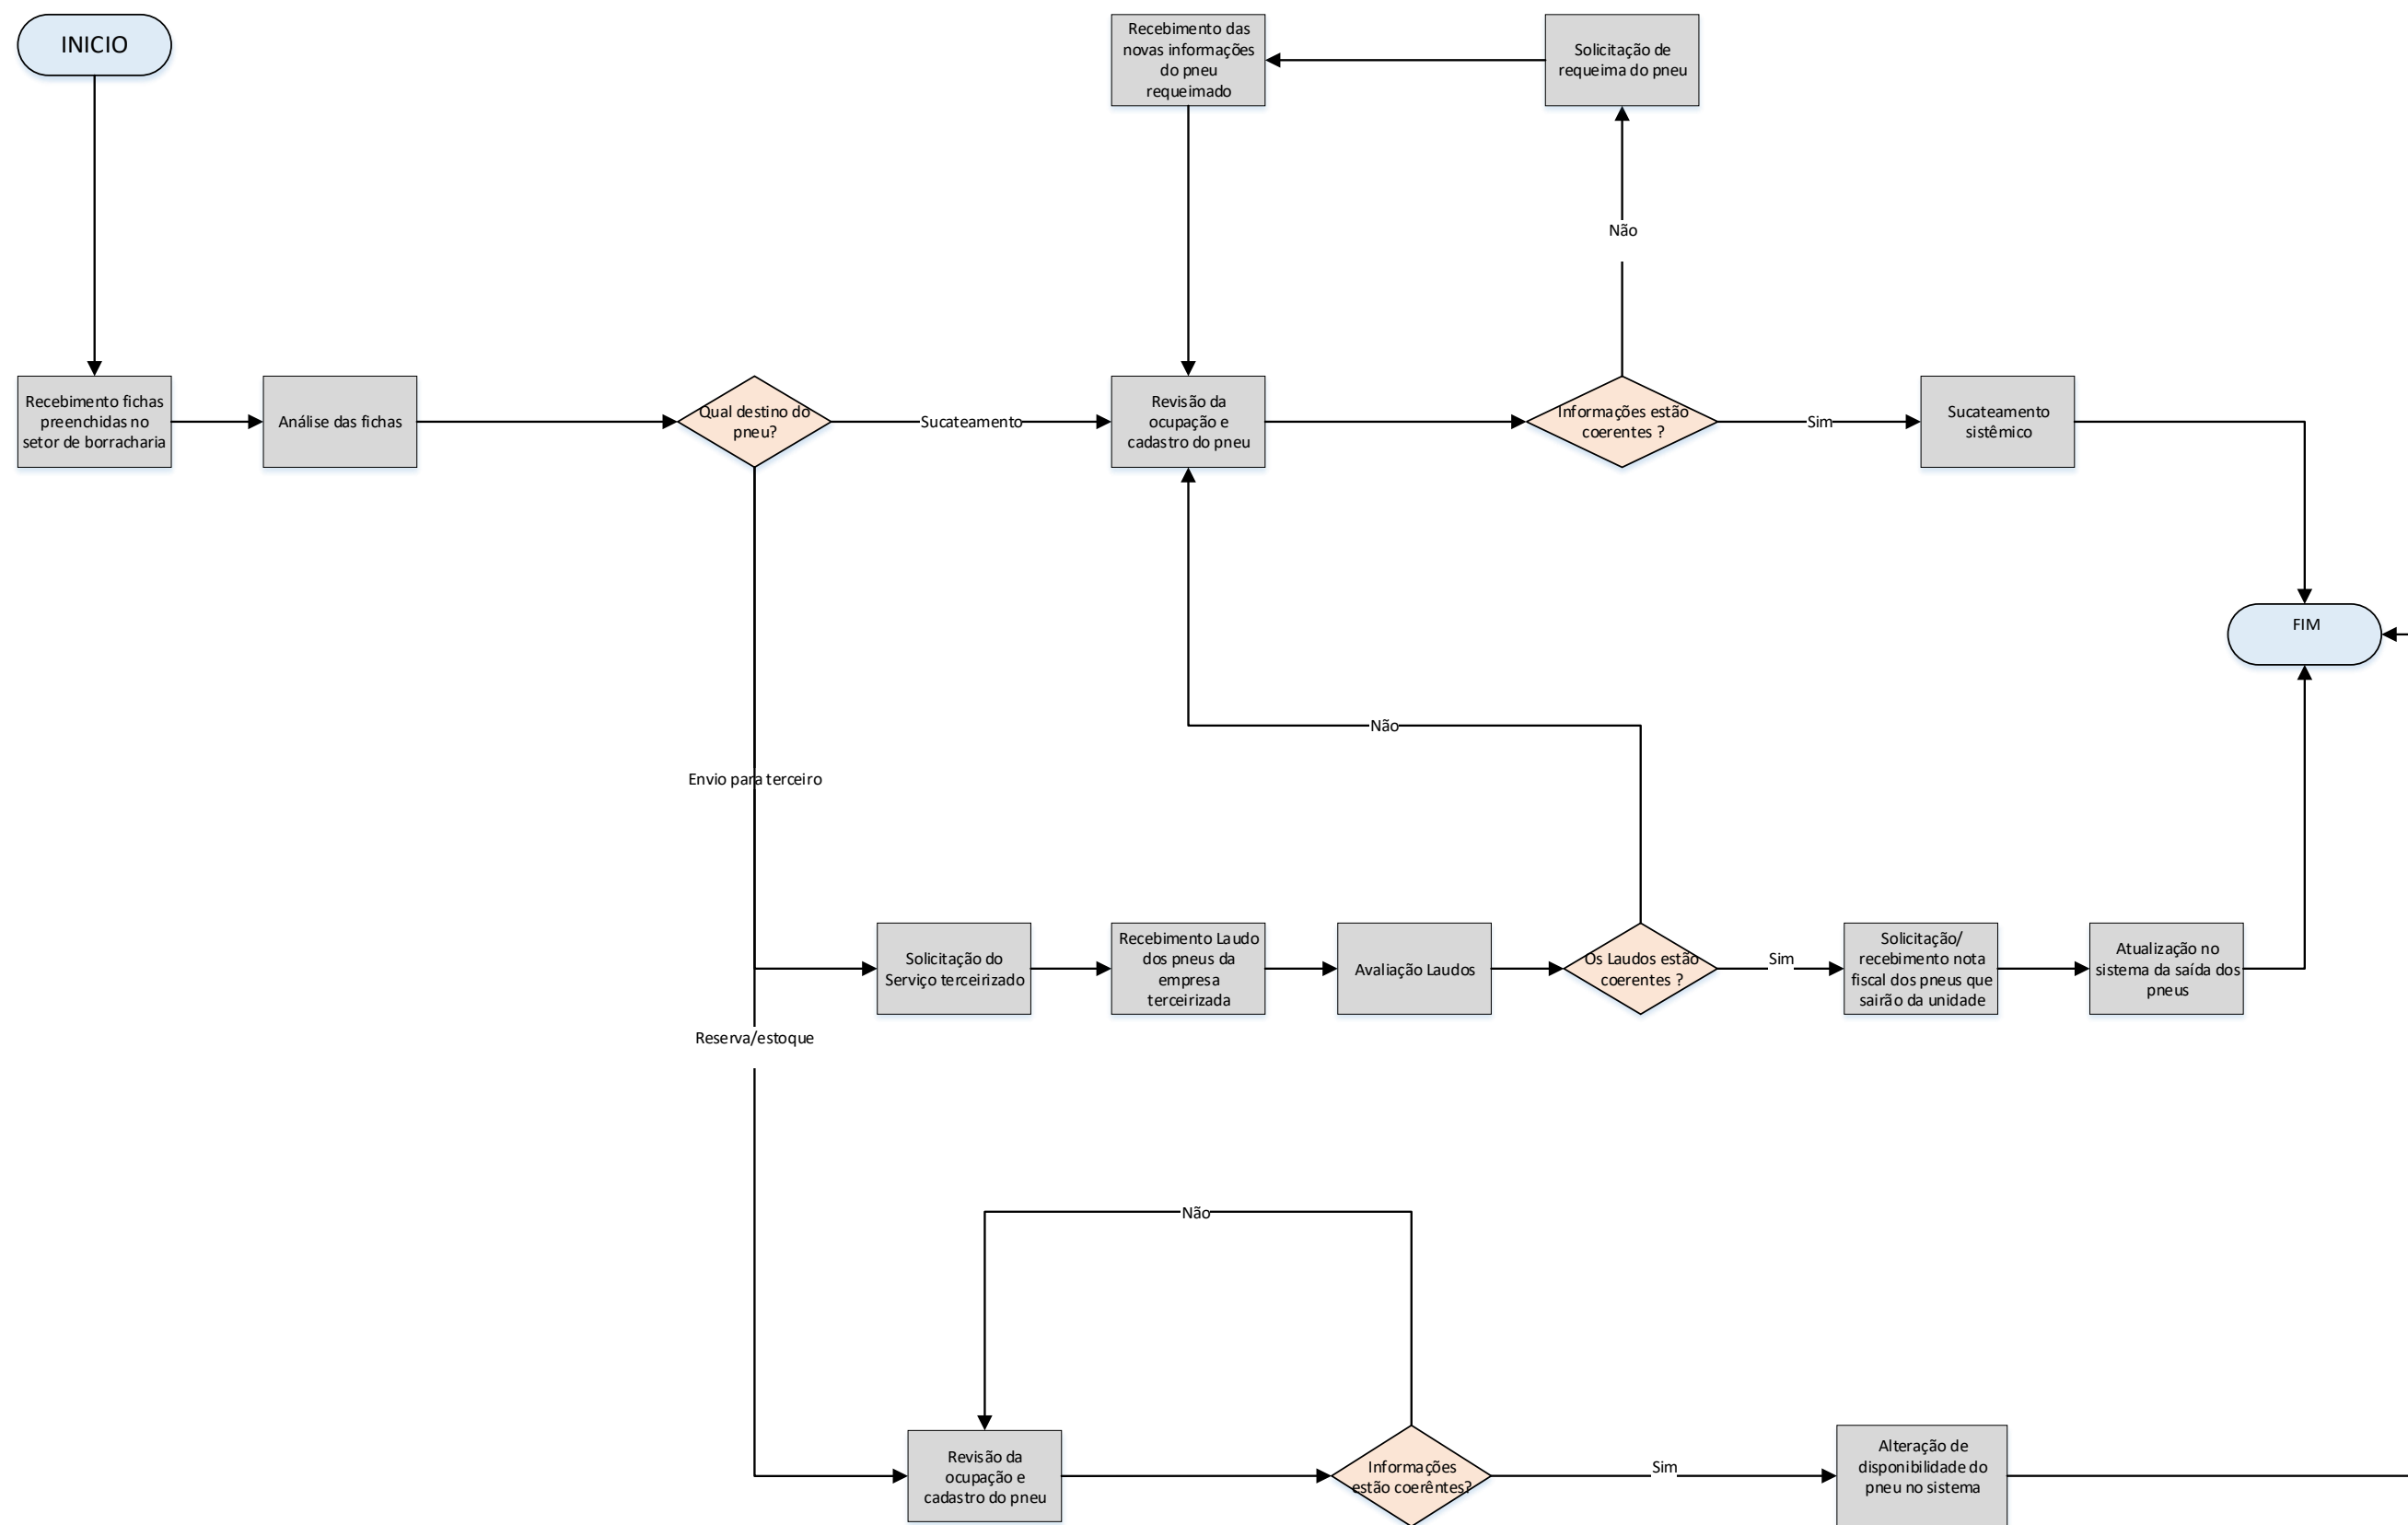 INICIO
Recebimento das
novas informações
do pneu
requeimado
Solicitação de
requeima do pneu
Não
Recebimento fichas
preenchidas no
setor de borracharia
Análise das fichas
Qual destino do
pneu?
Sucateamento
Revisão da
ocupação e
cadastro do pneu
Informações estão
coerentes ?
Sim
Sucateamento
sistêmico
FIM
Não
Envio para terceiro
Solicitação do
Serviço terceirizado
Recebimento Laudo
dos pneus da
empresa
terceirizada
Avaliação Laudos
Os Laudos estão
coerentes ?
Sim
Solicitação/
recebimento nota
fiscal dos pneus que
sairão da unidade
Atualização no
sistema da saída dos
pneus
Reserva/estoque
Não
Revisão da
ocupação e
cadastro do pneu
Informações
estão coerêntes?
Sim
Alteração de
disponibilidade do
pneu no sistema